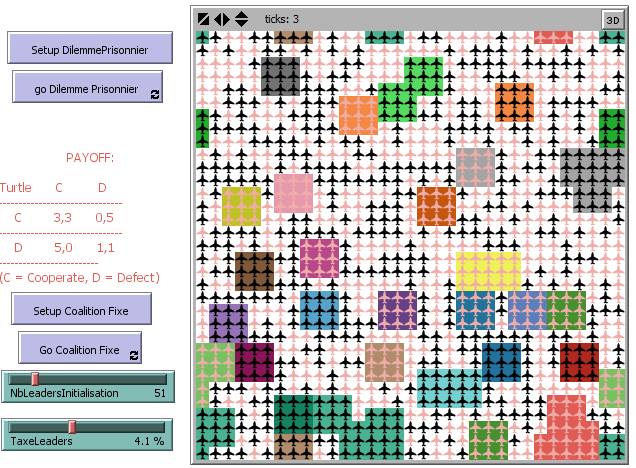 ticks: 3
3D
Setup DilemmePrisonnier
go Dilemme Prisonnier
PAYOFF:
Turtle C D
C 3,3 0,5
D 5,0 1,1
(C = Cooperate, D = Defect)
Setup Coalition Fixe
Go Coalition Fixe
NbLeadersInitialisation 51
TaxeLeaders 4.1 %